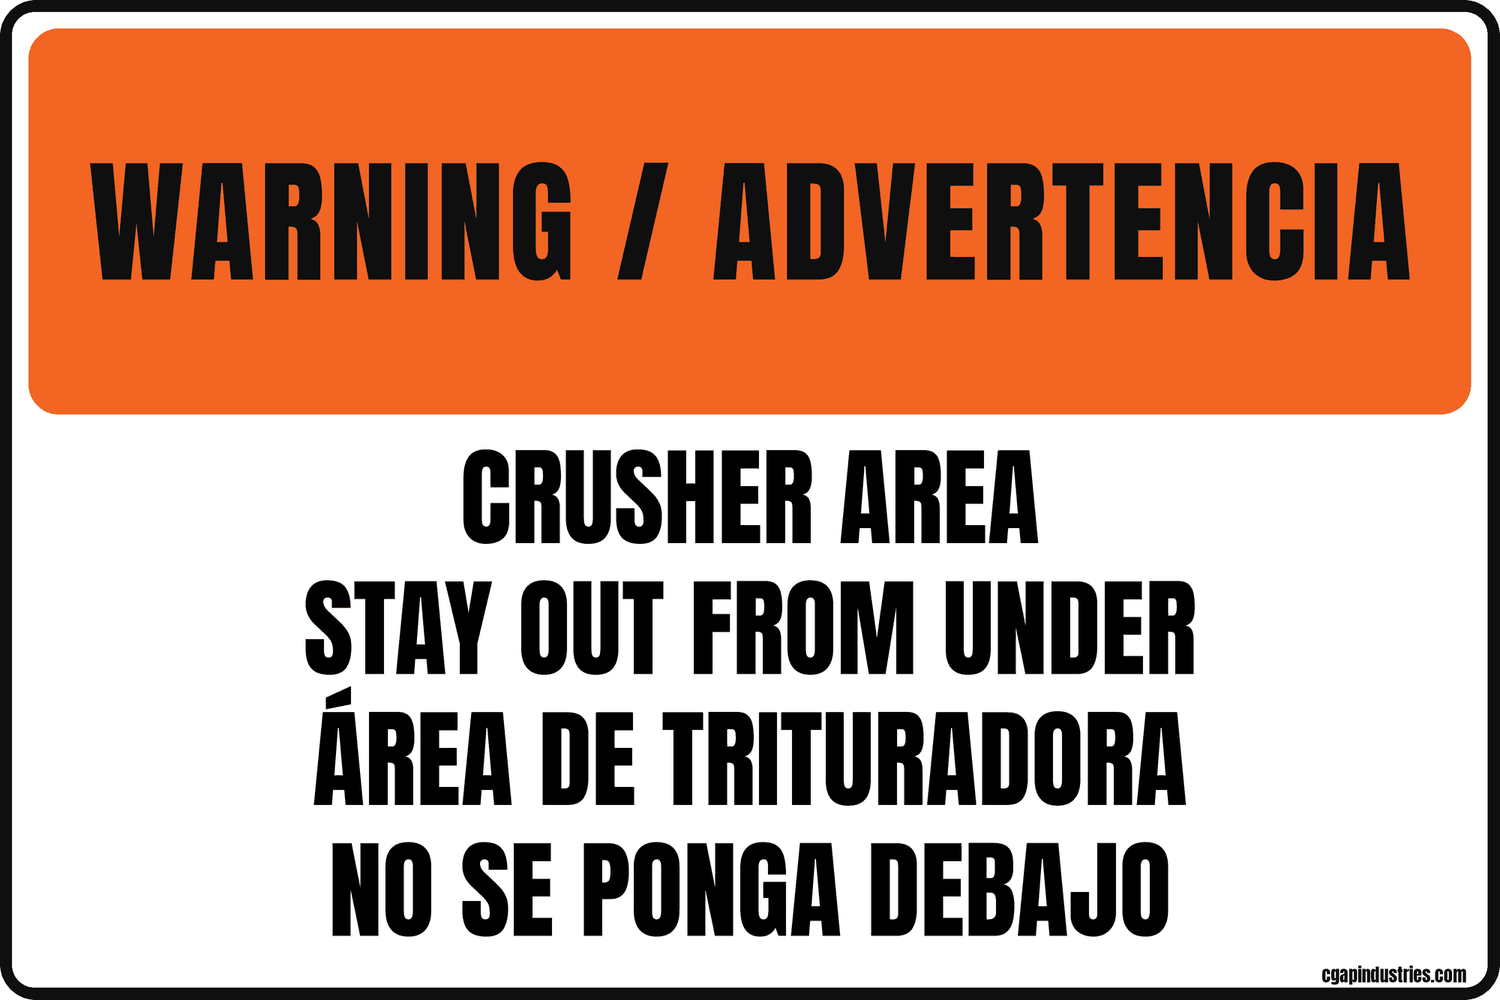 WARNING / ADVERTENCIA
CRUSHER AREA
STAY OUT FROM UNDER
ÁREA DE TRITURADORA
NO SE PONGA DEBAJO
cgapindustries.com